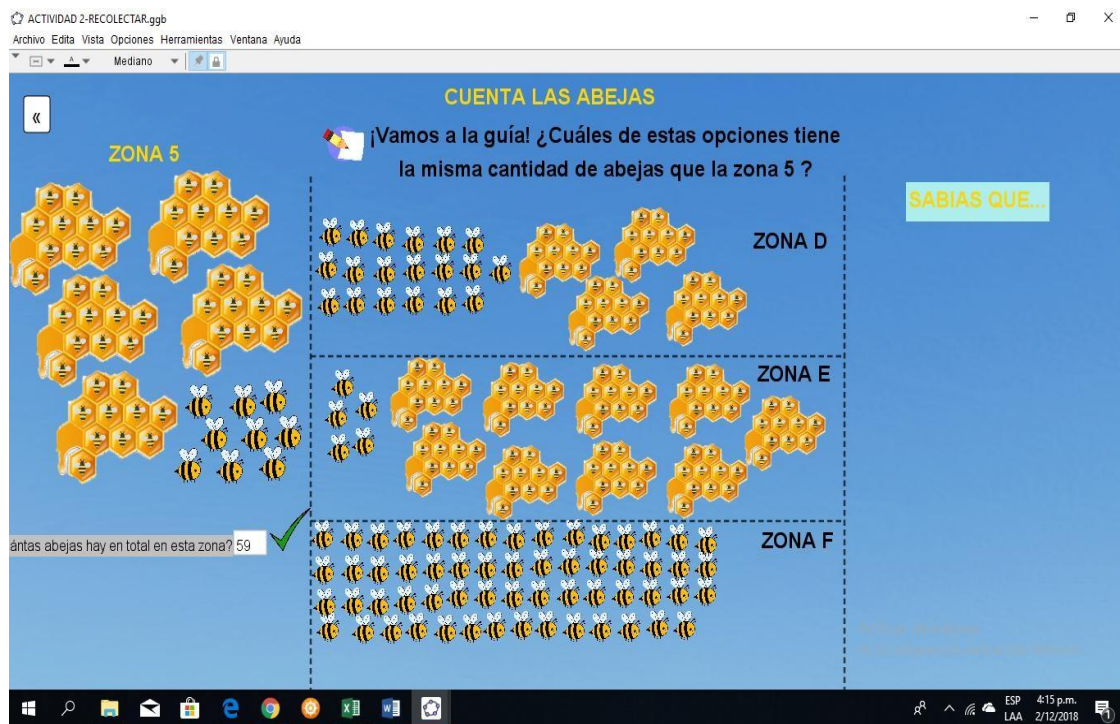 ACTIVIDAD 2-RECOLECTAR.ggb
Archivo Edita Vista Opciones Herramientas Ventana Ayuda
Mediano
CUENTA LAS ABEJAS
¡Vamos a la guía! ¿Cuáles de estas opciones tiene
la misma cantidad de abejas que la zona 5 ?
ZONA 5
SABIAS QUE...
ZONA D
ZONA E
ZONA F
ántas abejas hay en total en esta zona? 59
ESP
LAA
4:15 p.m.
2/12/2018